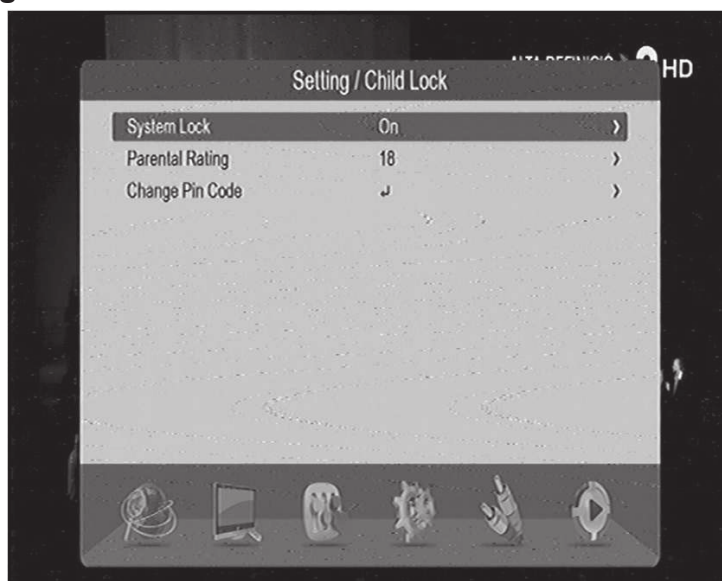 HD
Setting / Child Lock
System Lock On
Parental Rating 18
Change Pin Code